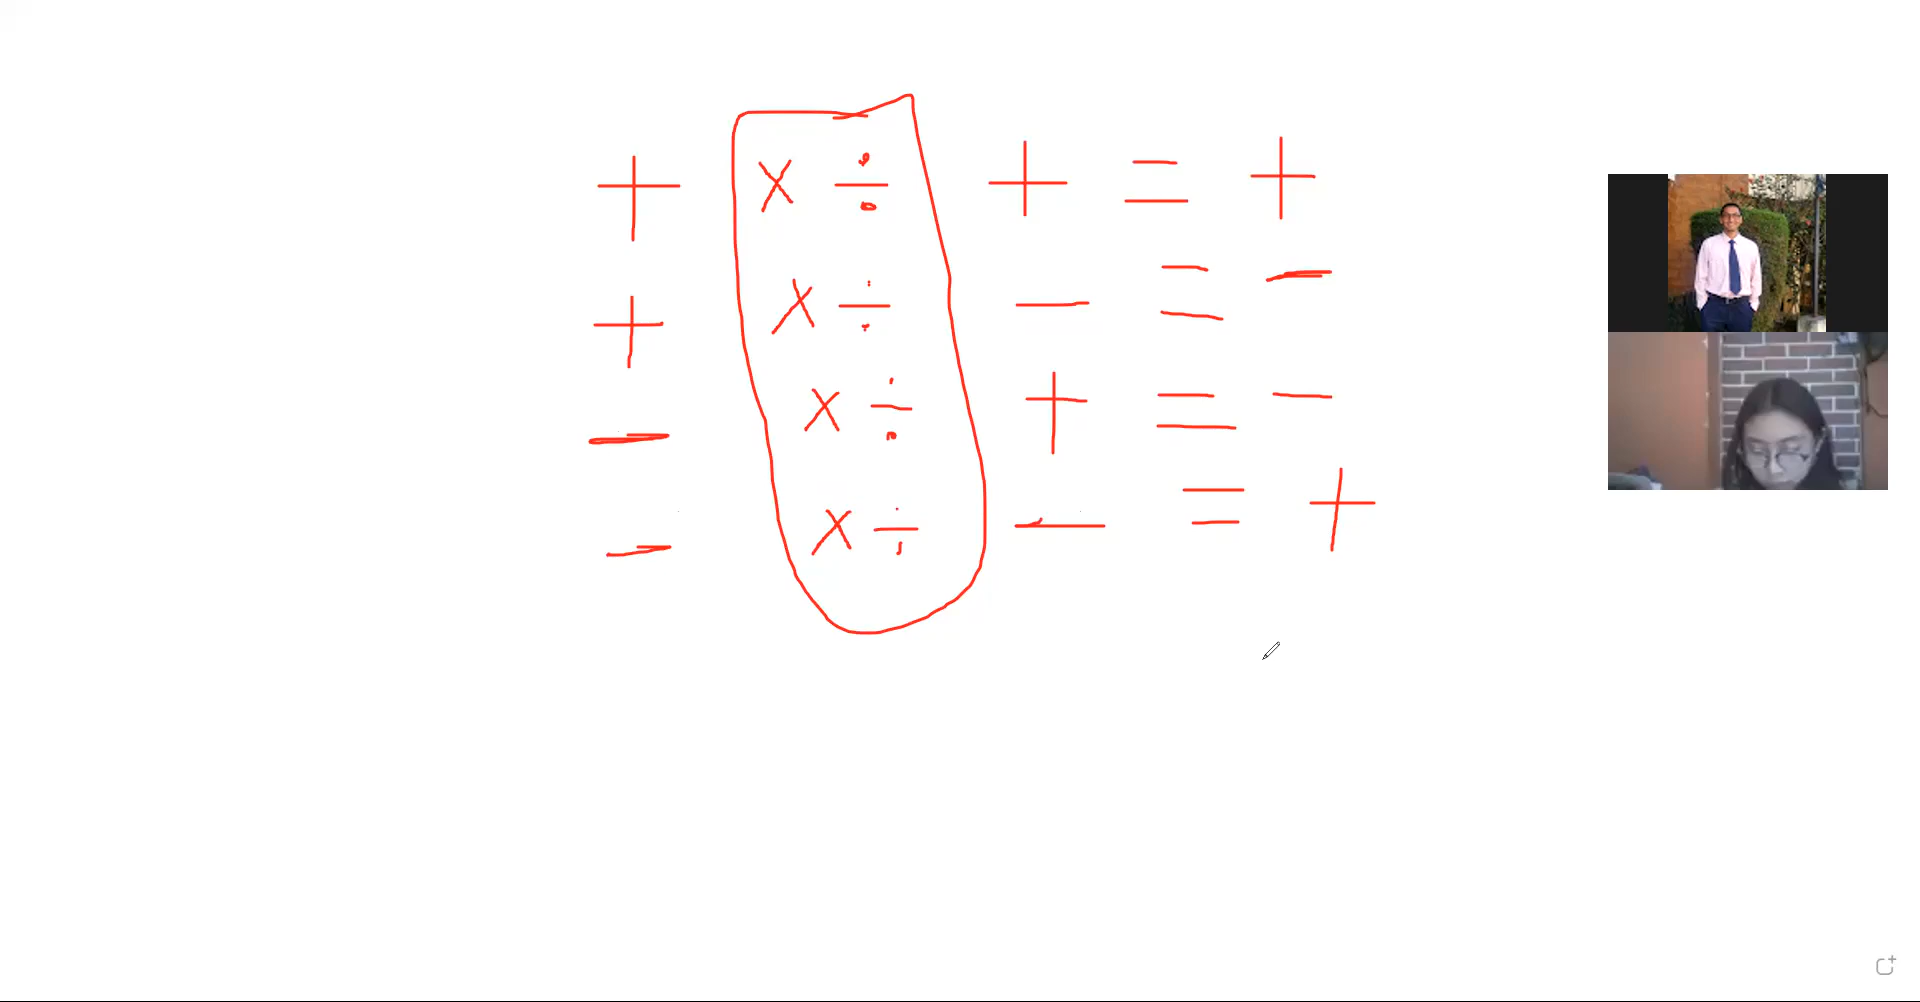 + × ÷ + = +
+ × ÷ − = −
− × ÷ + = −
− × ÷ − = +